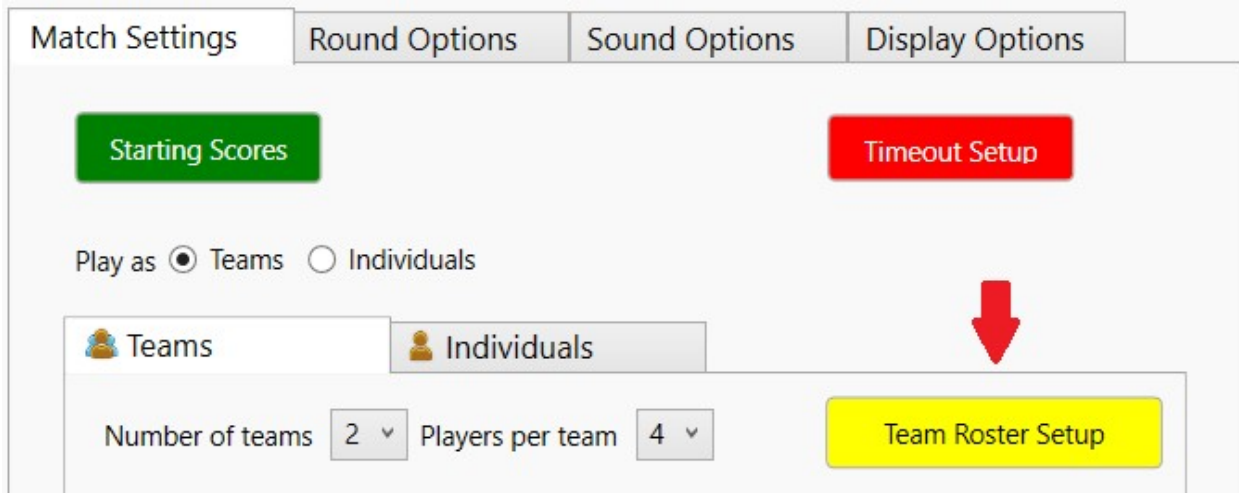 Match Settings Round Options Sound Options Display Options
Starting Scores Timeout Setup
Play as Teams Individuals
Teams Individuals
Number of teams 2 Players per team 4 Team Roster Setup